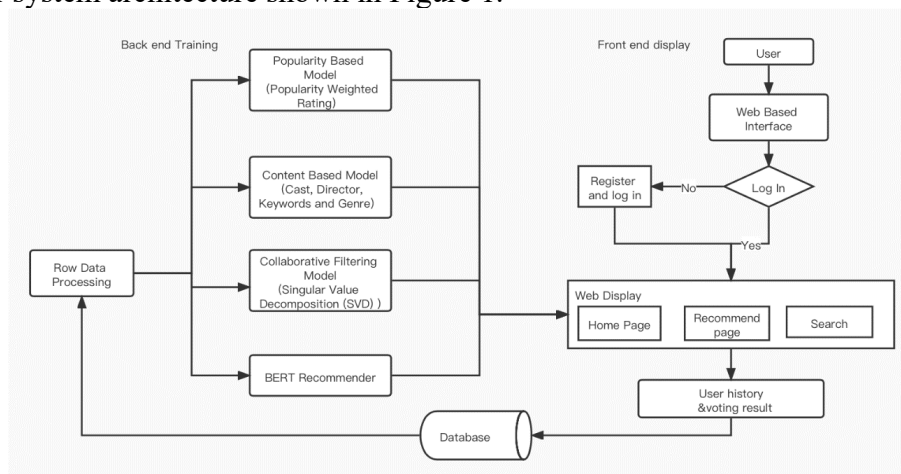 system architecture shown in Figure 1.
Back end Training
Popularity Based
Model
(Popularity Weighted
Rating)
Content Based Model
(Cast, Director,
Keywords and Genre)
Row Data
Processing
Collaborative Filtering
Model
(Singular Value
Decomposition (SVD) )
BERT Recommender
Front end display
User
Web Based
Interface
Log In
No
Register
and log in
Yes
Web Display
Home Page
Recommend
page
Search
User history
&voting result
Database